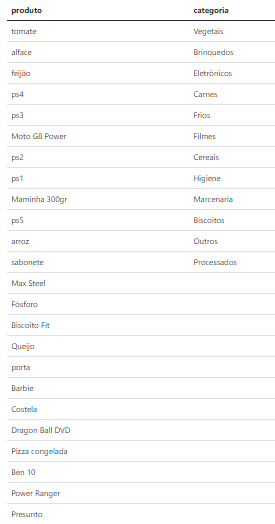 produto categoria
tomate Vegetais
alface Brinquedos
feijão Eletrônicos
ps4 Carnes
ps3 Frios
Moto G8 Power Filmes
ps2 Cereais
ps1 Higiene
Maminha 300gr Marcenaria
ps5 Biscoitos
arroz Outros
sabonete Processados
Max Steel
Fósforo
Biscoito Fit
Queijo
porta
Barbie
Costela
Dragon Ball DVD
Pizza congelada
Ben 10
Power Ranger
Presunto